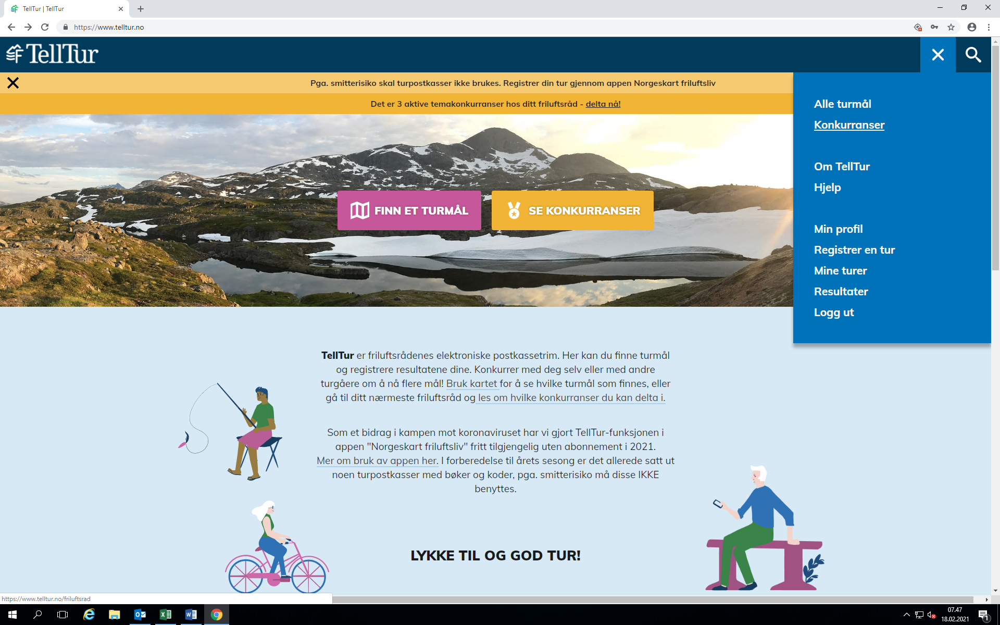 TellTur | TellTur
https://www.telltur.no
TellTur
Pga. smitterisiko skal turpostkasser ikke brukes. Registrer din tur gjennom appen Norgeskart friluftsliv
Det er 3 aktive temakonkurranser hos ditt friluftsråd - delta nå!
Alle turmål
Konkurranser
Om TellTur
Hjelp
Min profil
Registrer en tur
Mine turer
Resultater
Logg ut
FINN ET TURMÅL
SE KONKURRANSER
TellTur er friluftsrådenes elektroniske postkassetrim. Her kan du finne turmål
og registrere resultatene dine. Konkurrer med deg selv eller med andre
turgåere om å nå flere mål! Bruk kartet for å se hvilke turmål som finnes, eller
gå til ditt nærmeste friluftsråd og les om hvilke konkurranser du kan delta i.
Som et bidrag i kampen mot koronaviruset har vi gjort TellTur-funksjonen i
appen "Norgeskart friluftsliv" fritt tilgjengelig uten abonnement i 2021.
Mer om bruk av appen her. I forberedelse til årets sesong er det allerede satt ut
noen turpostkasser med bøker og koder, pga. smitterisiko må disse IKKE
benyttes.
LYKKE TIL OG GOD TUR!
https://www.telltur.no/friluftsrad
07.47
18.02.2021
1